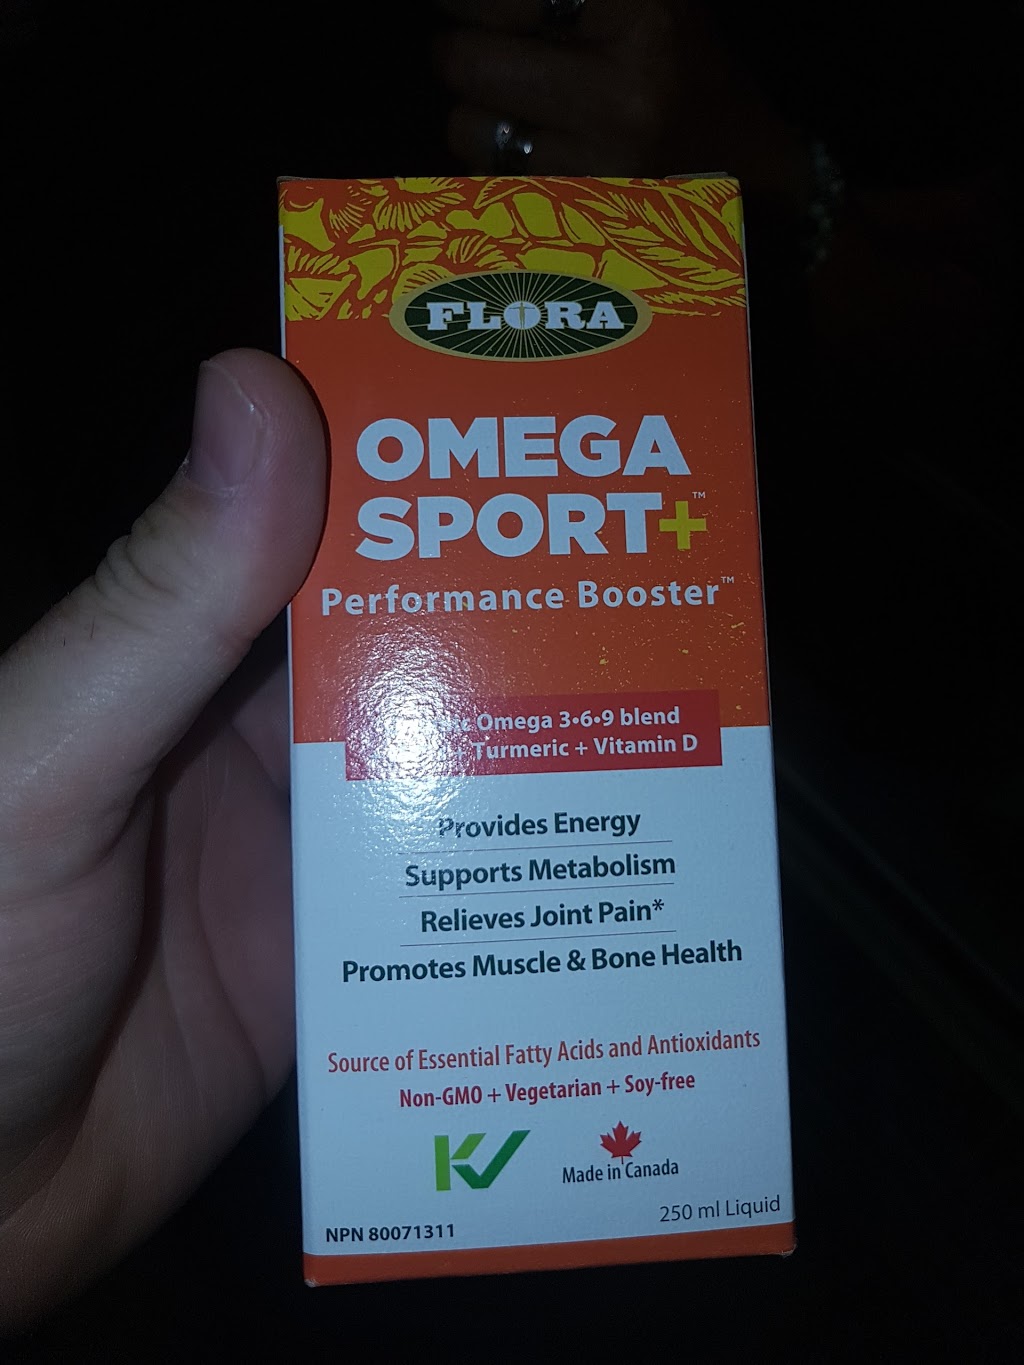 FLORA
OMEGA
SPORT+™
Performance Booster™
Omega 3•6•9 blend
+ Turmeric + Vitamin D
Provides Energy
Supports Metabolism
Relieves Joint Pain*
Promotes Muscle & Bone Health
Source of Essential Fatty Acids and Antioxidants
Non-GMO + Vegetarian + Soy-free
KV
Made in Canada
NPN 80071311
250 ml Liquid